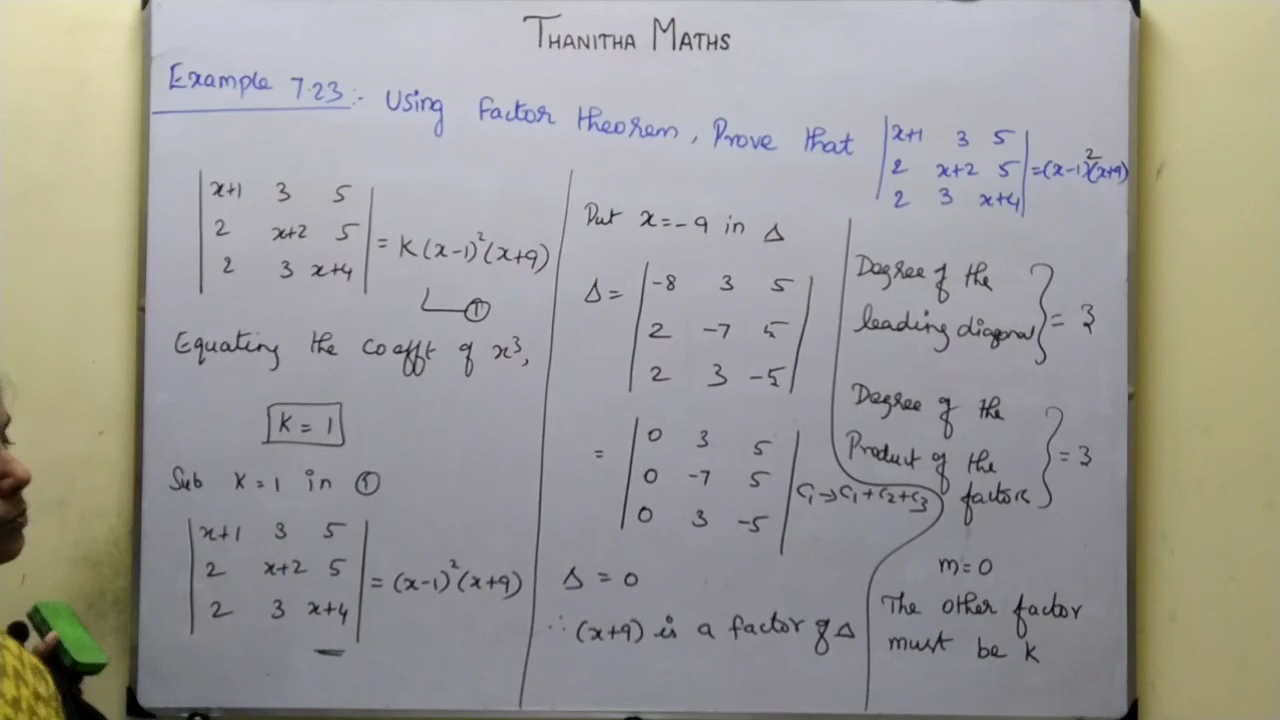 THANITHA MATHS
Example 7.23:- Using Factor theorem, Prove that |x+1 3 5|
|2 x+2 5| =(x-1)²(x+9)
|2 3 x+4|
|x+1 3 5|
|2 x+2 5| = K(x-1)²(x+9)
|2 3 x+4|
①
Equating the coefft of x³,
K = 1
Sub K=1 in ①
|x+1 3 5|
|2 x+2 5| = (x-1)²(x+9)
|2 3 x+4|
Put x=-9 in Δ
Δ= |-8 3 5|
|2 -7 5|
|2 3 -5|
= |0 3 5|
|0 -7 5|
|0 3 -5| C₁→C₁+C₂+C₃
Δ = 0
∴ (x+9) is a factor of Δ
Degree of the
leading diagonal } = 3
Degree of the
Product of the
factors } = 3
m=0
The other factor
must be k